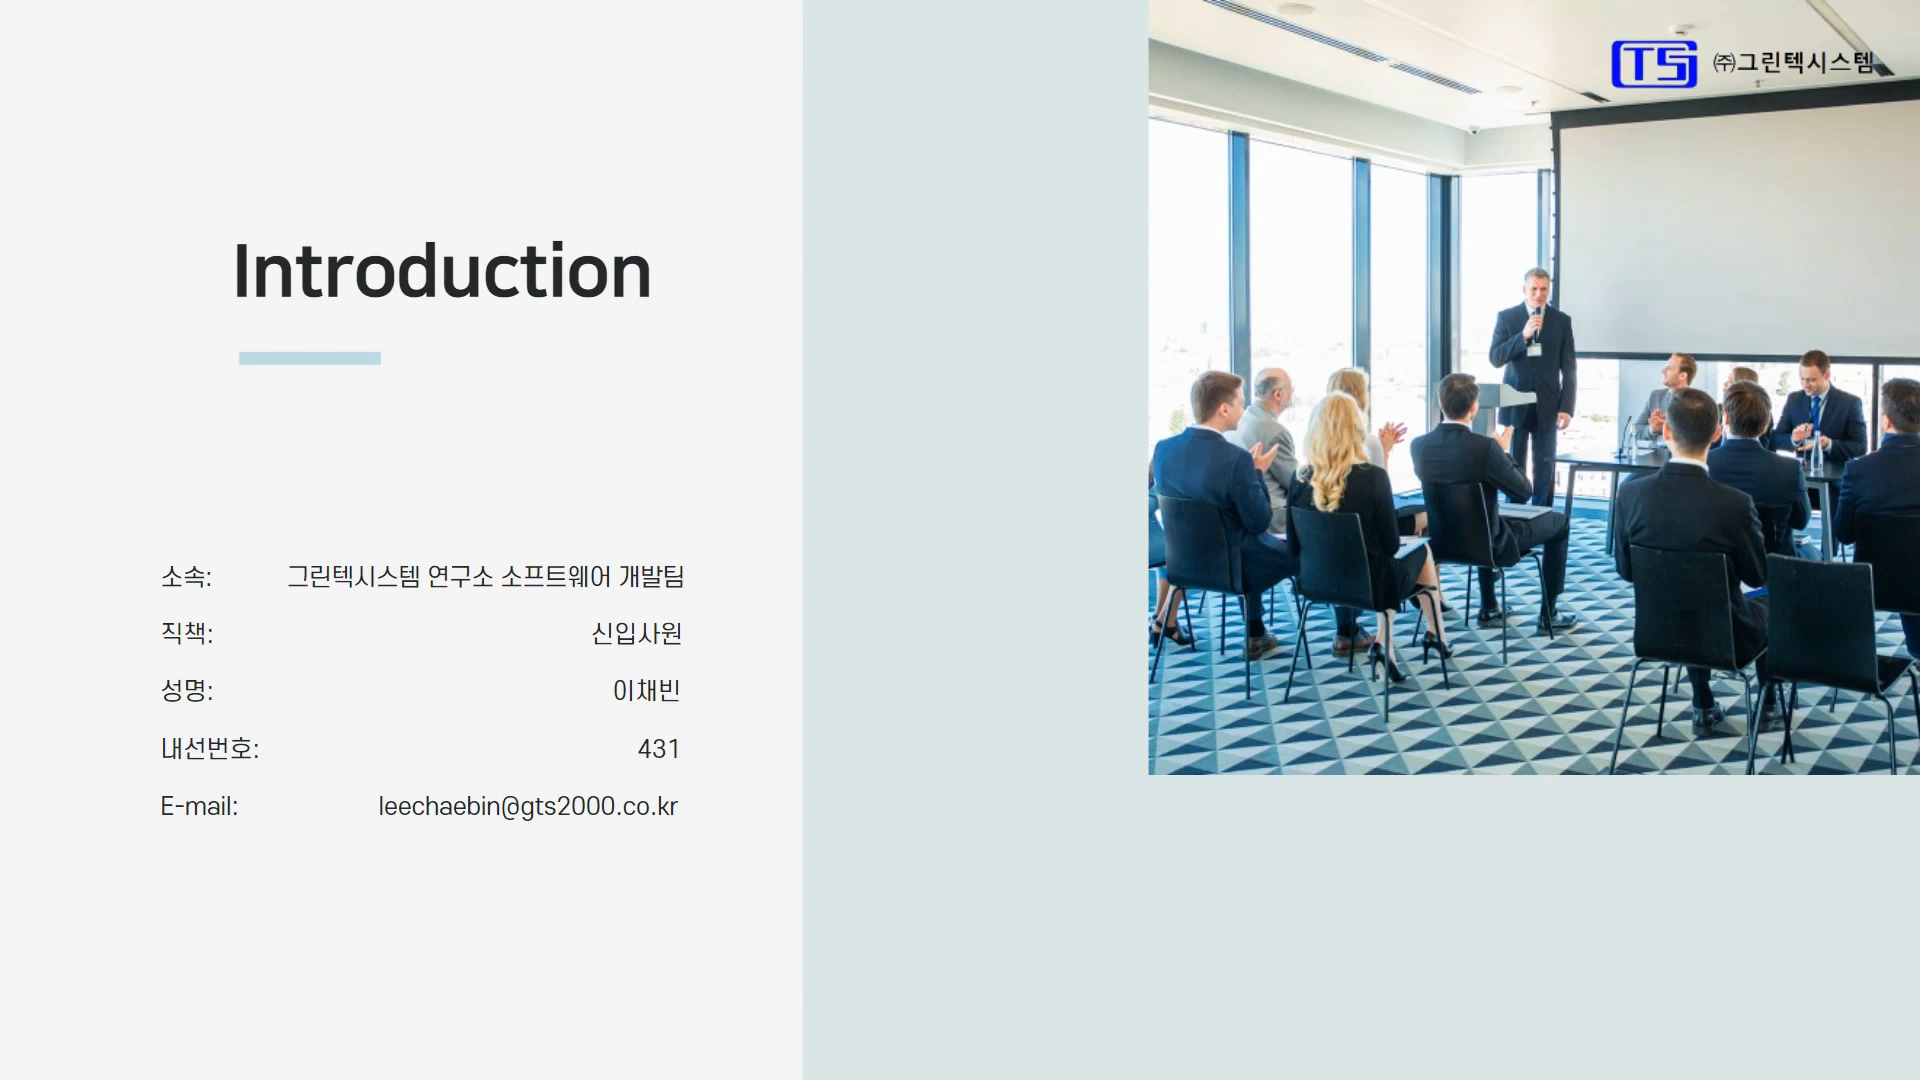 TS ㈜그린텍시스템
Introduction
소속: 그린텍시스템 연구소 소프트웨어 개발팀
직책: 신입사원
성명: 이채빈
내선번호: 431
E-mail: leechaebin@gts2000.co.kr